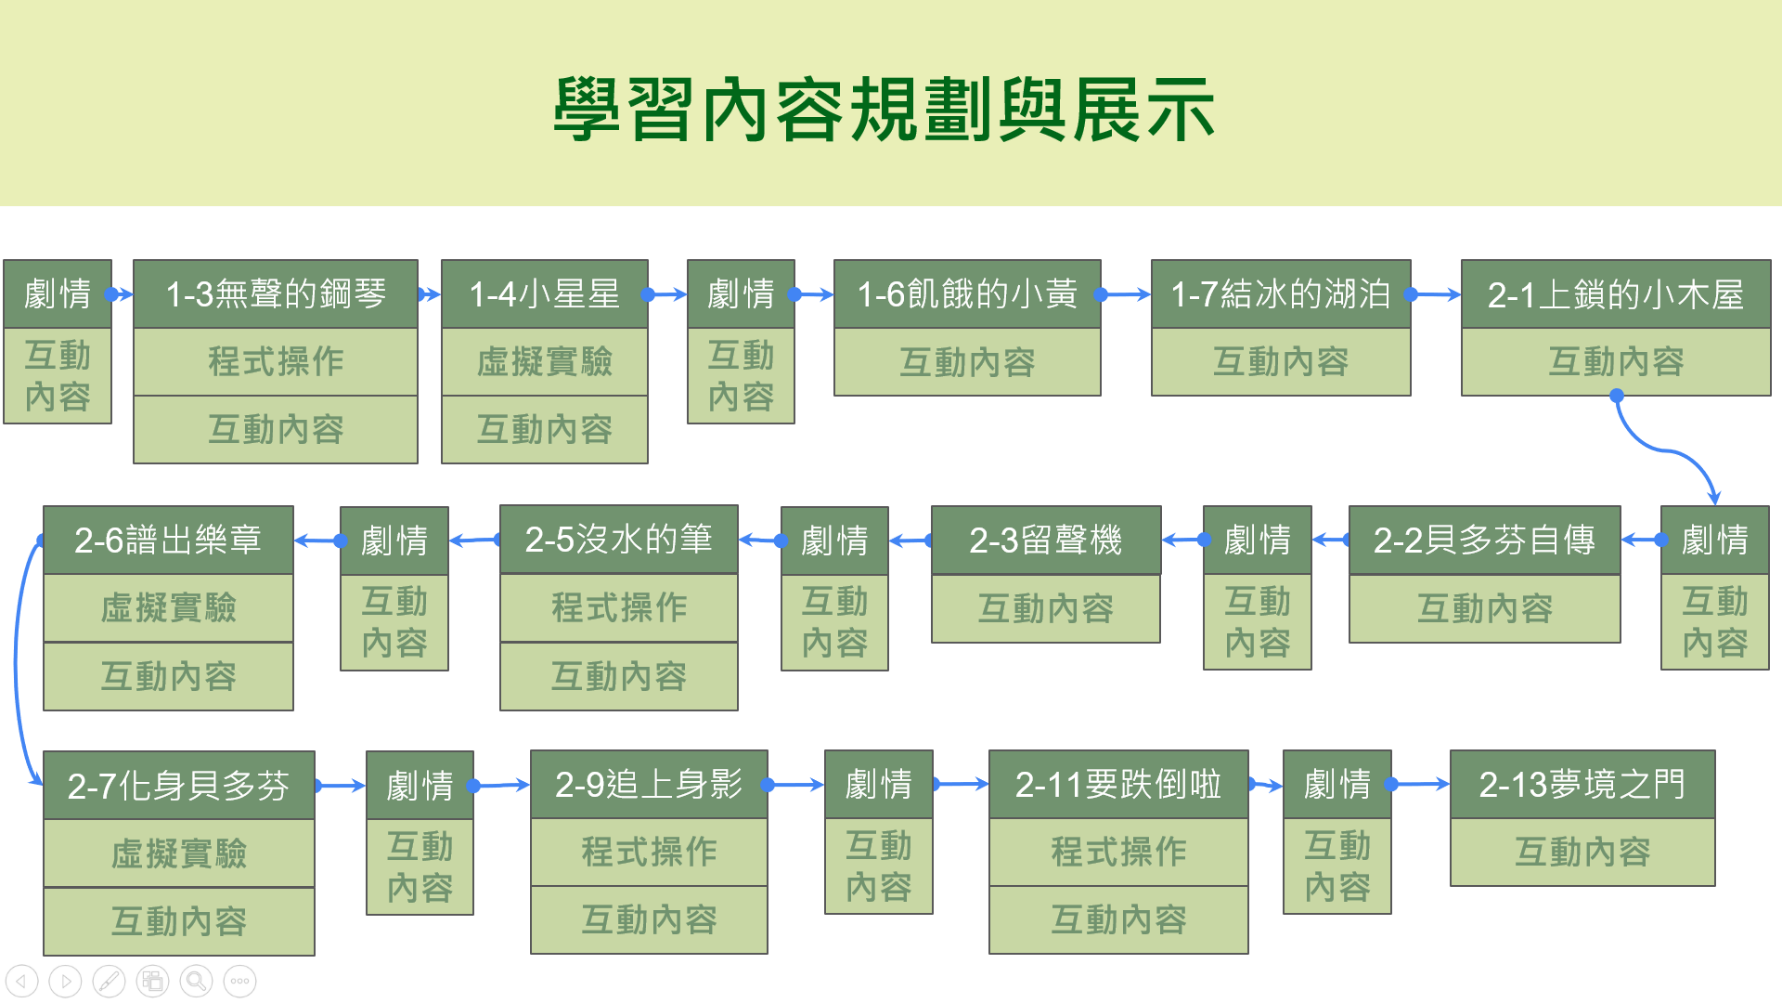 學習內容規劃與展示
劇情
互動
內容
1-3無聲的鋼琴
程式操作
互動內容
1-4小星星
虛擬實驗
互動內容
劇情
互動
內容
1-6飢餓的小黃
互動內容
1-7結冰的湖泊
互動內容
2-1上鎖的小木屋
互動內容
劇情
互動
內容
2-2貝多芬自傳
互動內容
劇情
互動
內容
2-3留聲機
互動內容
劇情
互動
內容
2-5沒水的筆
程式操作
互動內容
劇情
互動
內容
2-6譜出樂章
虛擬實驗
互動內容
2-7化身貝多芬
虛擬實驗
互動內容
劇情
互動
內容
2-9追上身影
程式操作
互動內容
劇情
互動
內容
2-11要跌倒啦
程式操作
互動內容
劇情
互動
內容
2-13夢境之門
互動內容